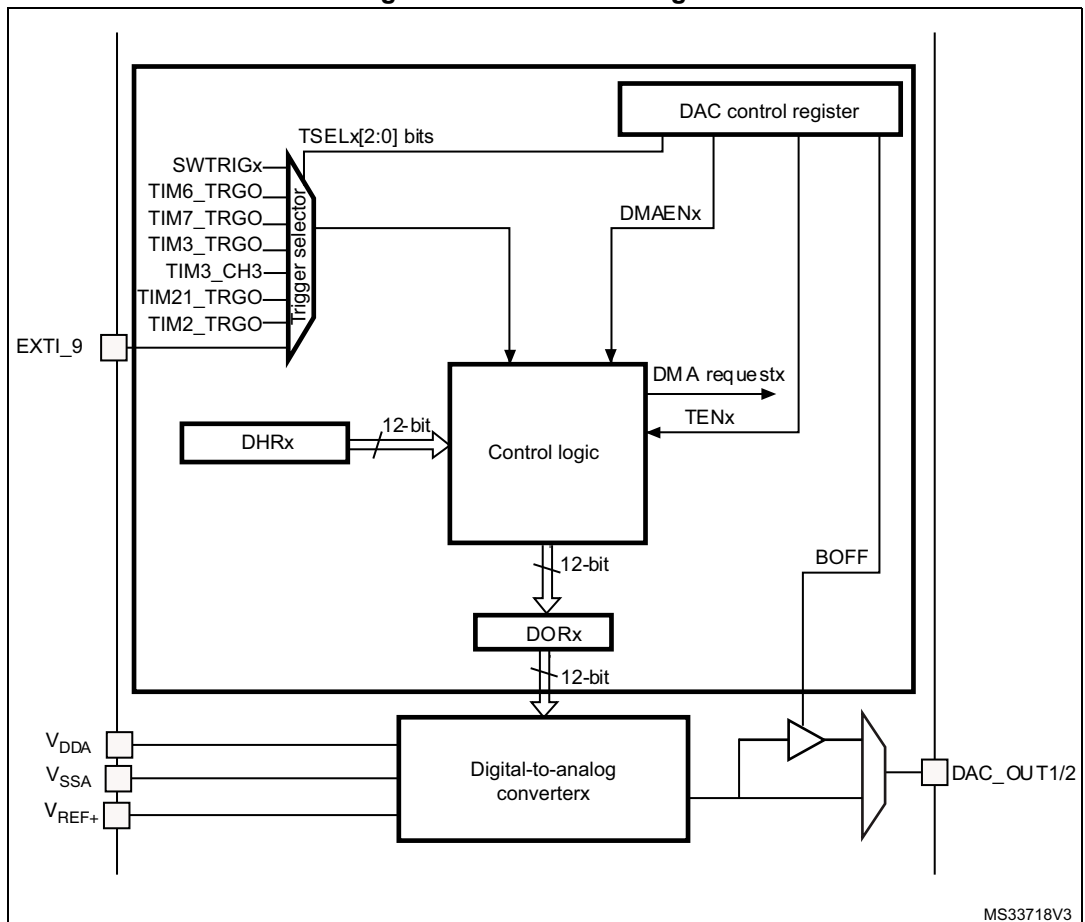 DAC control register
TSELx[2:0] bits
SWTRIGx
TIM6_TRGO
TIM7_TRGO
TIM3_TRGO
TIM3_CH3
TIM21_TRGO
TIM2_TRGO
Trigger selector
DMAENx
EXTI_9
DMA requestx
TENx
12-bit
DHRx
Control logic
12-bit
BOFF
DORx
12-bit
VDDA
VSSA
VREF+
Digital-to-analog
converterx
DAC_OUT1/2
MS33718V3